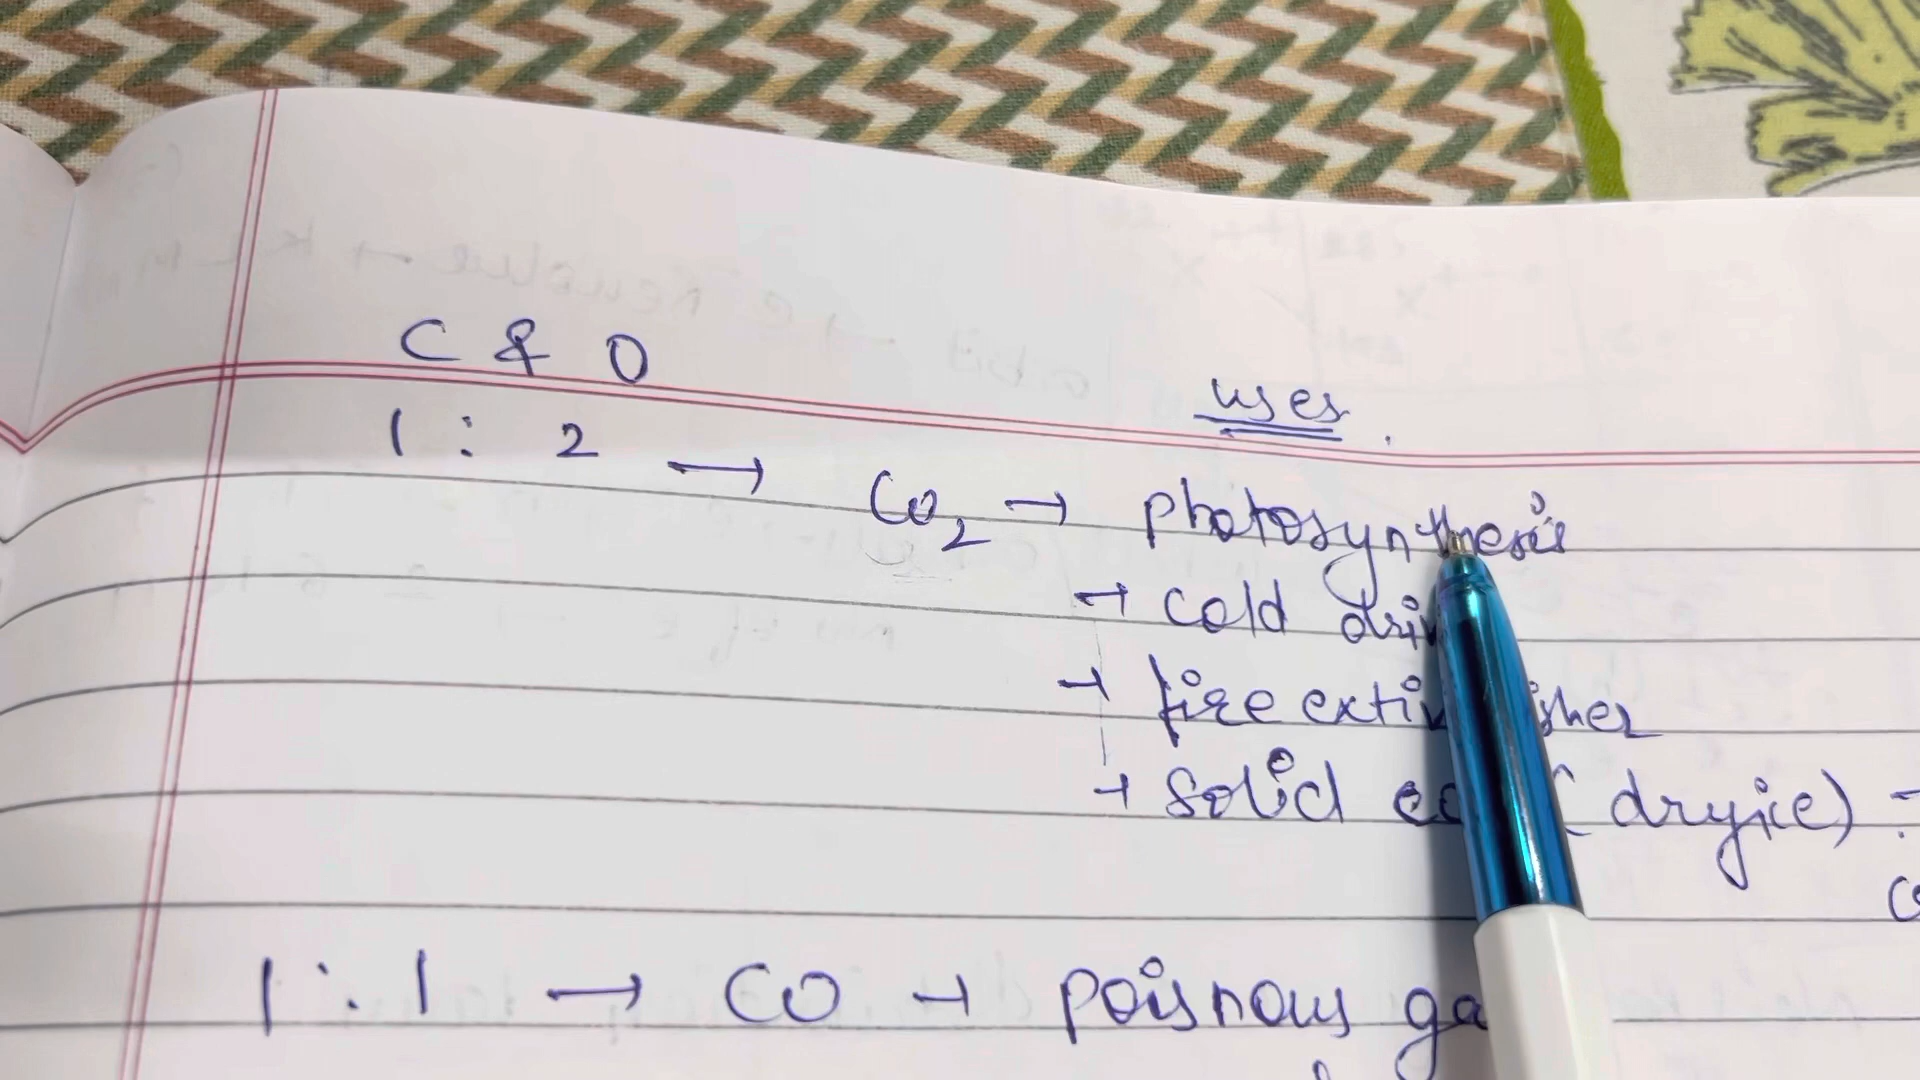 C & O
uses.
1 : 2 → CO2 → photosynthesis
→ cold
→ fire
→ solid (dryice) →
1 : 1 → CO → poisnous